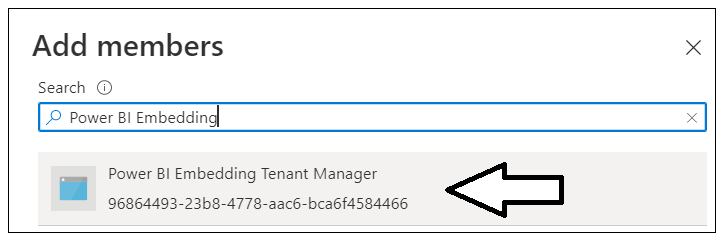 Add members
Search
Power BI Embedding
Power BI Embedding Tenant Manager
96864493-23b8-4778-aac6-bca6f4584466